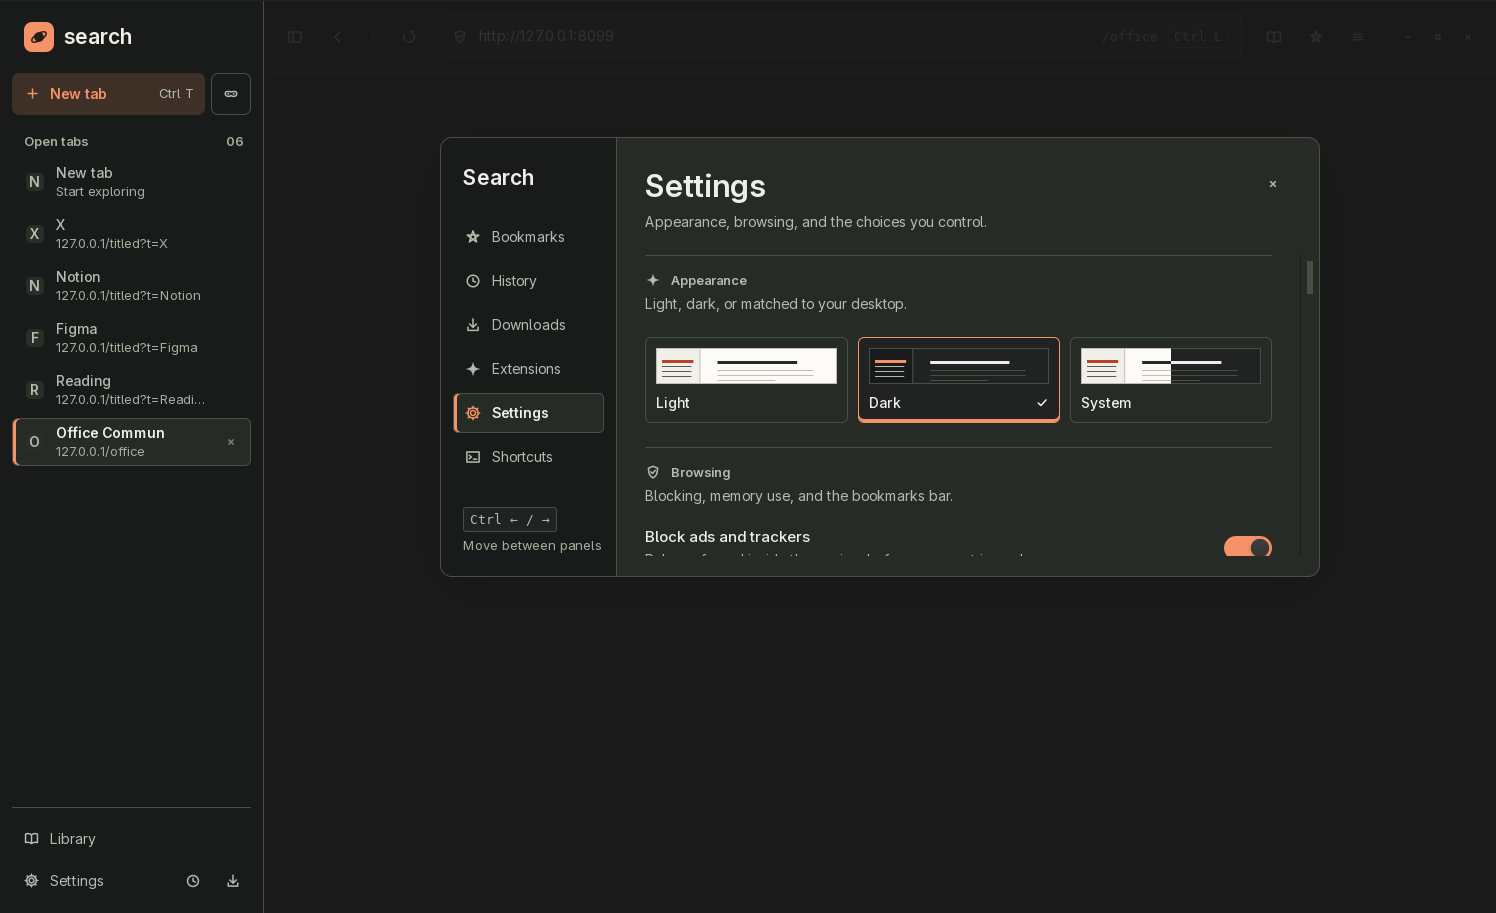 search
New tab
Ctrl T
Open tabs
06
N
New tab
Start exploring
X
X
127.0.0.1/titled?t=X
N
Notion
127.0.0.1/titled?t=Notion
F
Figma
127.0.0.1/titled?t=Figma
R
Reading
127.0.0.1/titled?t=Readi…
O
Office Commun
127.0.0.1/office
Library
Settings
http://127.0.0.1:8099
/office
Ctrl L
Search
Bookmarks
History
Downloads
Extensions
Settings
Shortcuts
Ctrl ← / →
Move between panels
Settings
Appearance, browsing, and the choices you control.
Appearance
Light, dark, or matched to your desktop.
Light
Dark
System
Browsing
Blocking, memory use, and the bookmarks bar.
Block ads and trackers